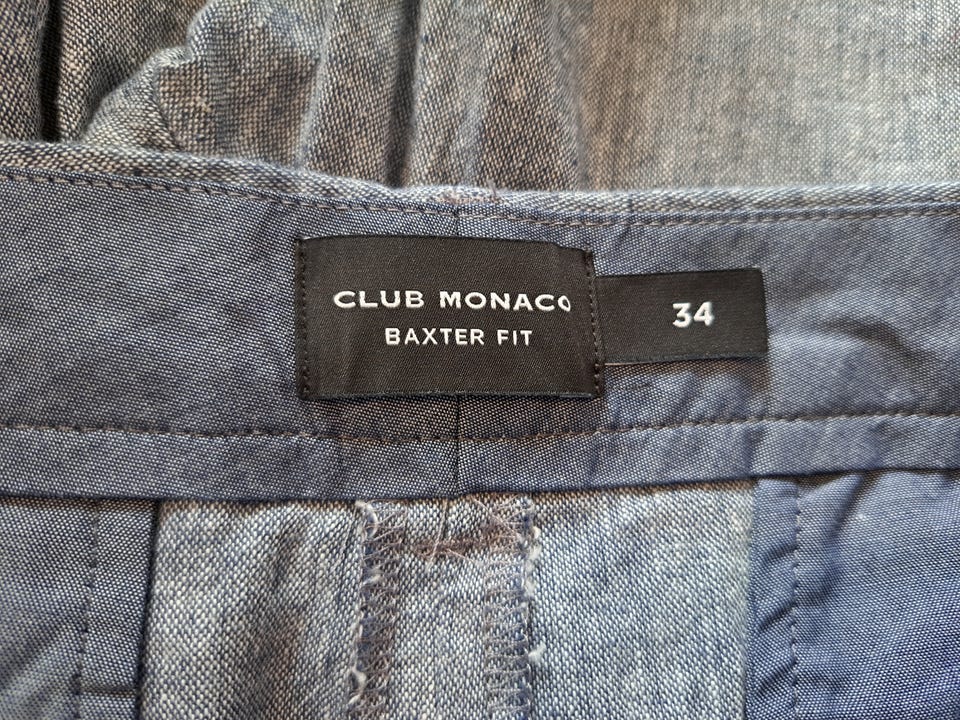 CLUB MONACO
BAXTER FIT
34